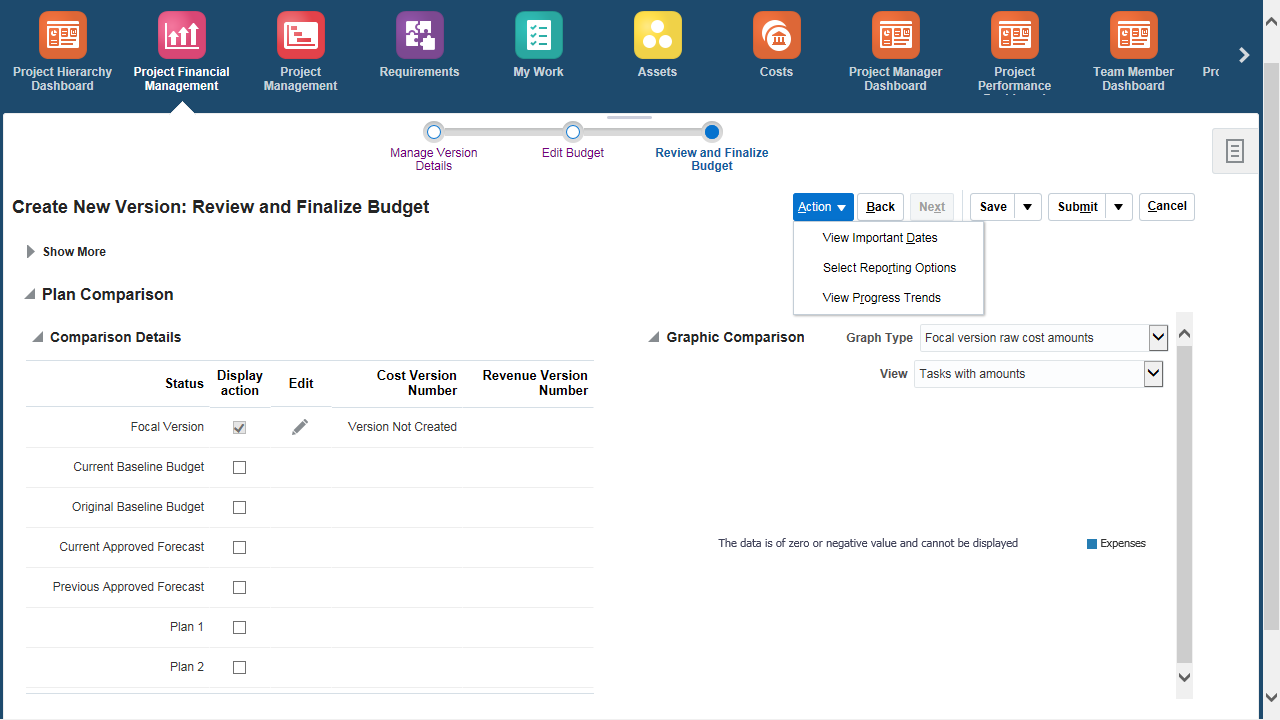 Project Hierarchy
Dashboard
Project Financial
Management
Project
Management
Requirements
My Work
Assets
Costs
Project Manager
Dashboard
Project
Performance
Team Member
Dashboard
Manage Version
Details
Edit Budget
Review and Finalize
Budget
Create New Version: Review and Finalize Budget
Action
Back
Next
Save
Submit
Cancel
View Important Dates
Select Reporting Options
View Progress Trends
Show More
Plan Comparison
Comparison Details
Graphic Comparison
Graph Type
Focal version raw cost amounts
View
Tasks with amounts
Status
Display
action
Edit
Cost Version
Number
Revenue Version
Number
Focal Version
Version Not Created
Current Baseline Budget
Original Baseline Budget
Current Approved Forecast
Previous Approved Forecast
Plan 1
Plan 2
The data is of zero or negative value and cannot be displayed
Expenses